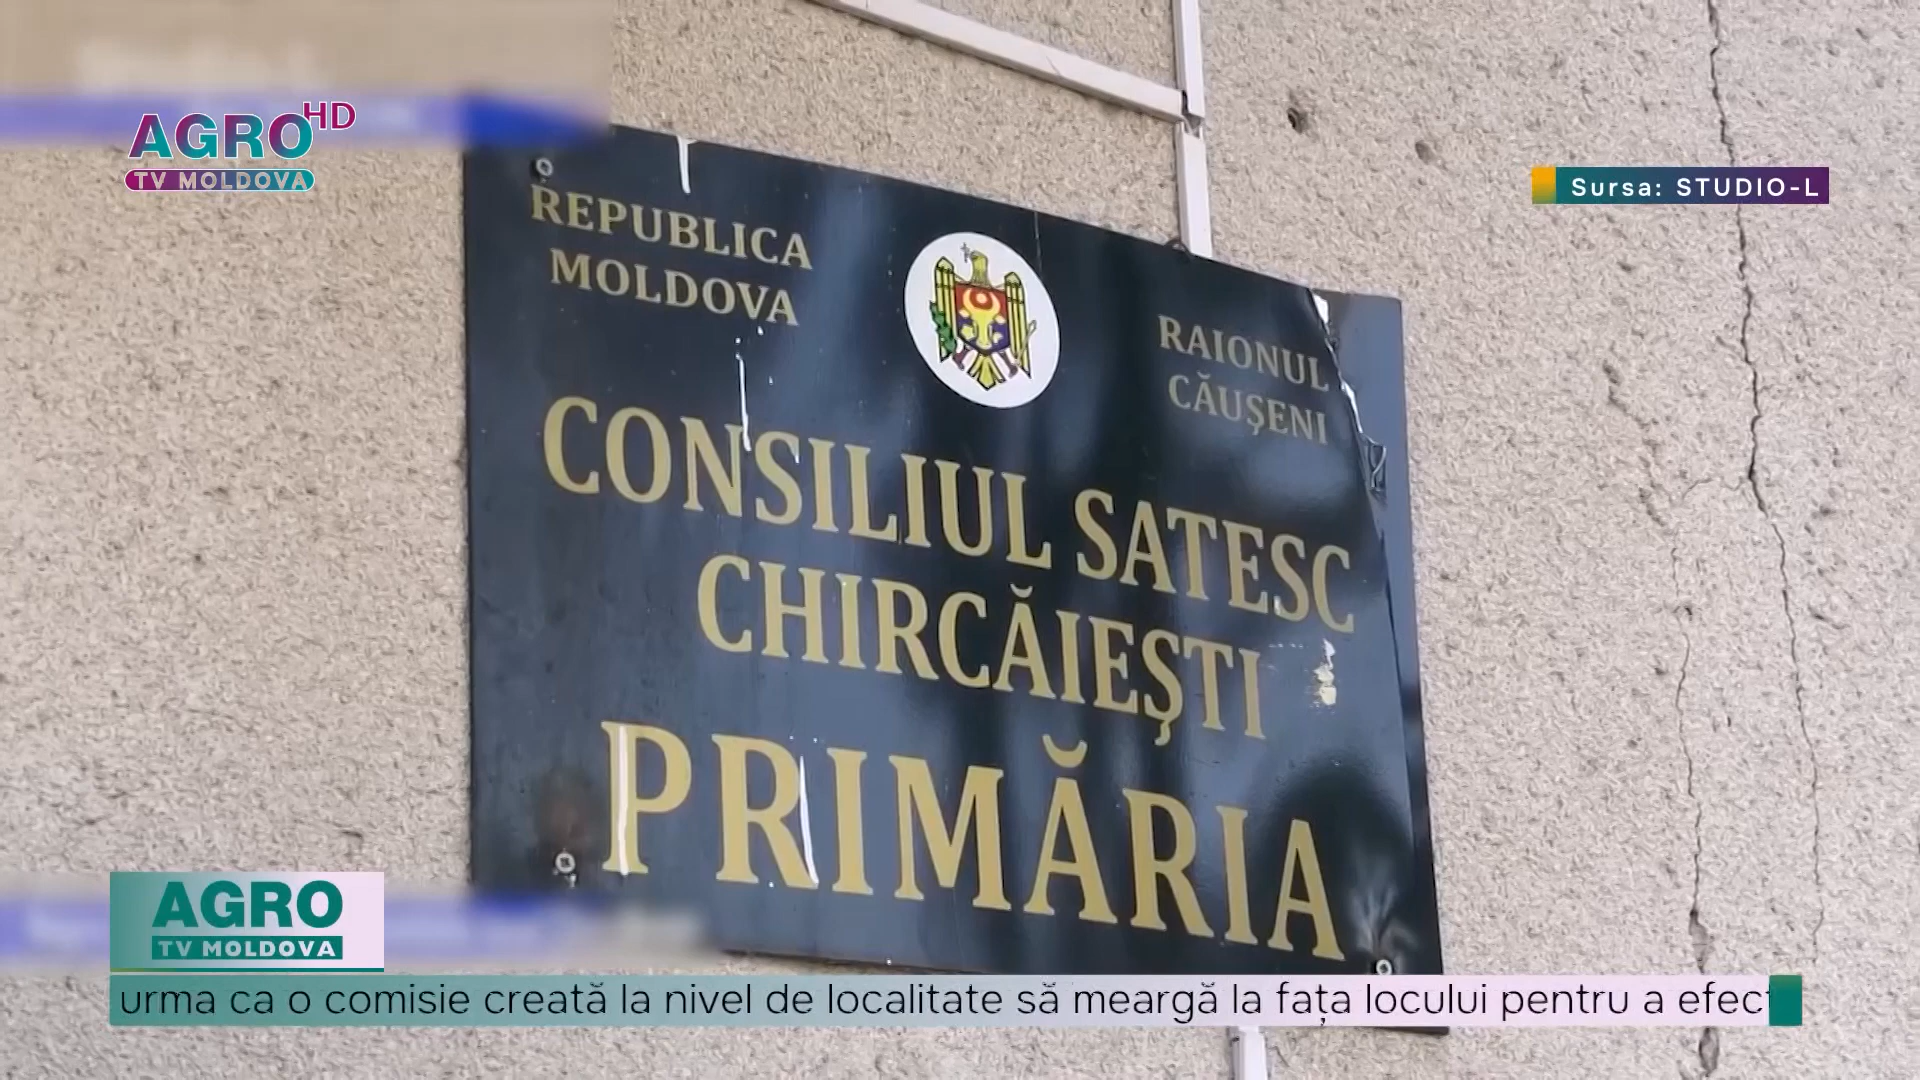 AGRO HD
TV MOLDOVA
Sursa: STUDIO-L
REPUBLICA
MOLDOVA
RAIONUL
CĂUŞENI
CONSILIUL SATESC
CHIRCĂIEŞTI
PRIMĂRIA
AGRO
TV MOLDOVA
urma ca o comisie creată la nivel de localitate să meargă la fața locului pentru a efect